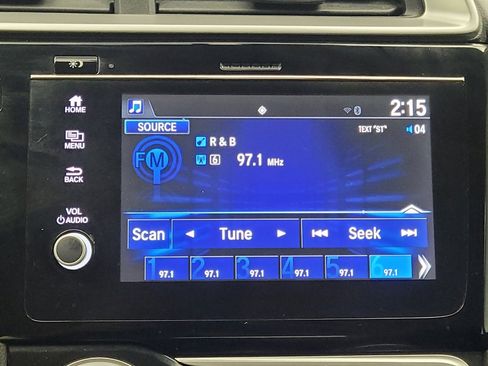 HOME
MENU
BACK
VOL
AUDIO
2:15
SOURCE
TEXT "ST"
04
FM
R & B
6 97.1 MHz
Scan Tune Seek
1 97.1 2 97.1 3 97.1 4 97.1 5 97.1 6 97.1